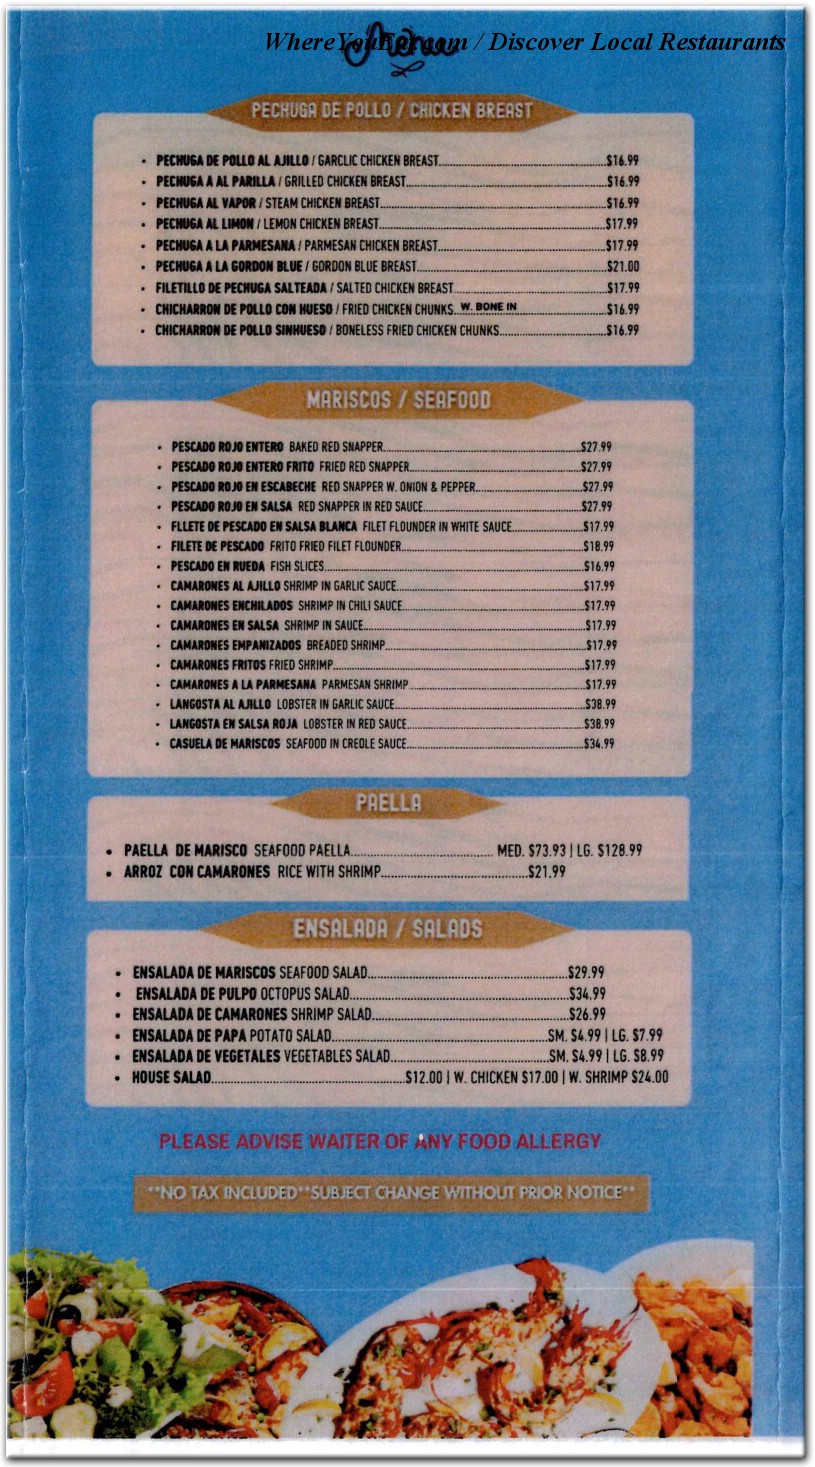 Menu
WhereYouEat.com / Discover Local Restaurants
PECHUGA DE POLLO / CHICKEN BREAST
• PECHUGA DE POLLO AL AJILLO / GARCLIC CHICKEN BREAST...$16.99
• PECHUGA A AL PARILLA / GRILLED CHICKEN BREAST...$16.99
• PECHUGA AL VAPOR / STEAM CHICKEN BREAST...$16.99
• PECHUGA AL LIMON / LEMON CHICKEN BREAST...$17.99
• PECHUGA A LA PARMESANA / PARMESAN CHICKEN BREAST...$17.99
• PECHUGA A LA GORDON BLUE / GORDON BLUE BREAST...$21.00
• FILETILLO DE PECHUGA SALTEADA / SALTED CHICKEN BREAST...$17.99
• CHICHARRON DE POLLO CON HUESO / FRIED CHICKEN CHUNKS...W. BONE IN...$16.99
• CHICHARRON DE POLLO SINHUESO / BONELESS FRIED CHICKEN CHUNKS...$16.99
MARISCOS / SEAFOOD
• PESCADO ROJO ENTERO BAKED RED SNAPPER...$27.99
• PESCADO ROJO ENTERO FRITO FRIED RED SNAPPER...$27.99
• PESCADO ROJO EN ESCABECHE RED SNAPPER W. ONION & PEPPER...$27.99
• PESCADO ROJO EN SALSA RED SNAPPER IN RED SAUCE...$27.99
• FLLETE DE PESCADO EN SALSA BLANCA FILET FLOUNDER IN WHITE SAUCE...$17.99
• FILETE DE PESCADO FRITO FRIED FILET FLOUNDER...$18.99
• PESCADO EN RUEDA FISH SLICES...$16.99
• CAMARONES AL AJILLO SHRIMP IN GARLIC SAUCE...$17.99
• CAMARONES ENCHILADOS SHRIMP IN CHILI SAUCE...$17.99
• CAMARONES EN SALSA SHRIMP IN SAUCE...$17.99
• CAMARONES EMPANIZADOS BREADED SHRIMP...$17.99
• CAMARONES FRITOS FRIED SHRIMP...$17.99
• CAMARONES A LA PARMESANA PARMESAN SHRIMP...$17.99
• LANGOSTA AL AJILLO LOBSTER IN GARLIC SAUCE...$38.99
• LANGOSTA EN SALSA ROJA LOBSTER IN RED SAUCE...$38.99
• CASUELA DE MARISCOS SEAFOOD IN CREOLE SAUCE...$34.99
PAELLA
• PAELLA DE MARISCO SEAFOOD PAELLA... MED. $73.93 | LG. $128.99
• ARROZ CON CAMARONES RICE WITH SHRIMP...$21.99
ENSALADA / SALADS
• ENSALADA DE MARISCOS SEAFOOD SALAD...$29.99
• ENSALADA DE PULPO OCTOPUS SALAD...$34.99
• ENSALADA DE CAMARONES SHRIMP SALAD...$26.99
• ENSALADA DE PAPA POTATO SALAD...SM. $4.99 | LG. $7.99
• ENSALADA DE VEGETALES VEGETABLES SALAD...SM. $4.99 | LG. $8.99
• HOUSE SALAD...$12.00 | W. CHICKEN $17.00 | W. SHRIMP $24.00
PLEASE ADVISE WAITER OF ANY FOOD ALLERGY
**NO TAX INCLUDED**SUBJECT CHANGE WITHOUT PRIOR NOTICE**